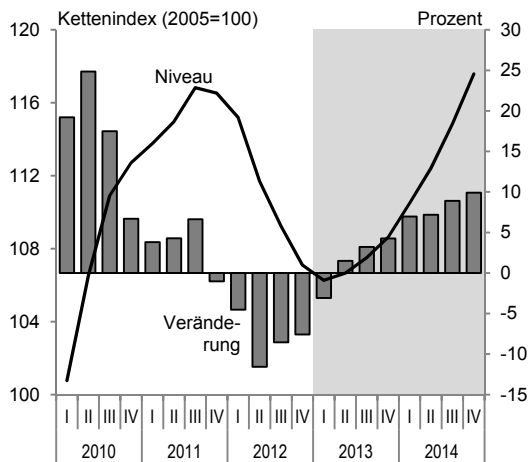 Kettenindex (2005=100) Prozent
120 30
25
116 20
15
112 10
5
108 0
-5
104 -10
100 -15
Niveau
Verände-
rung
I II III IV I II III IV I II III IV I II III IV I II III IV
2010 2011 2012 2013 2014